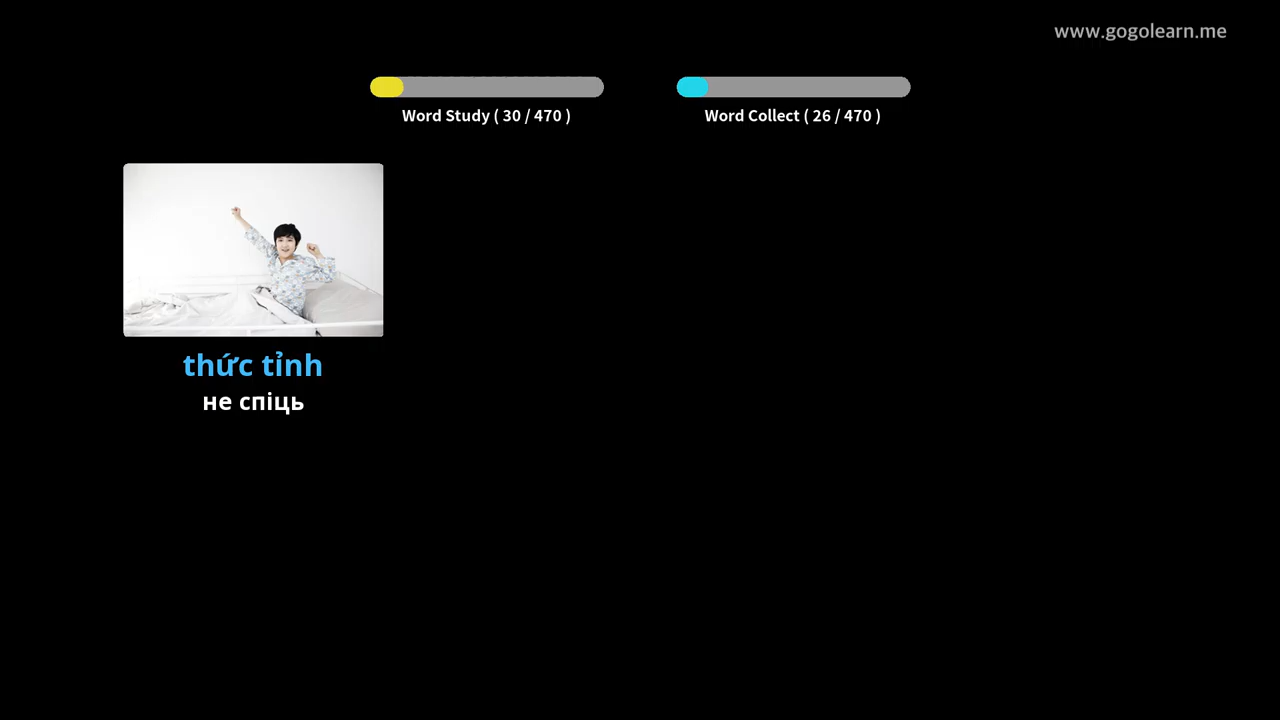 www.gogolearn.me
Word Study ( 30 / 470 )
Word Collect ( 26 / 470 )
thức tỉnh
не спіць